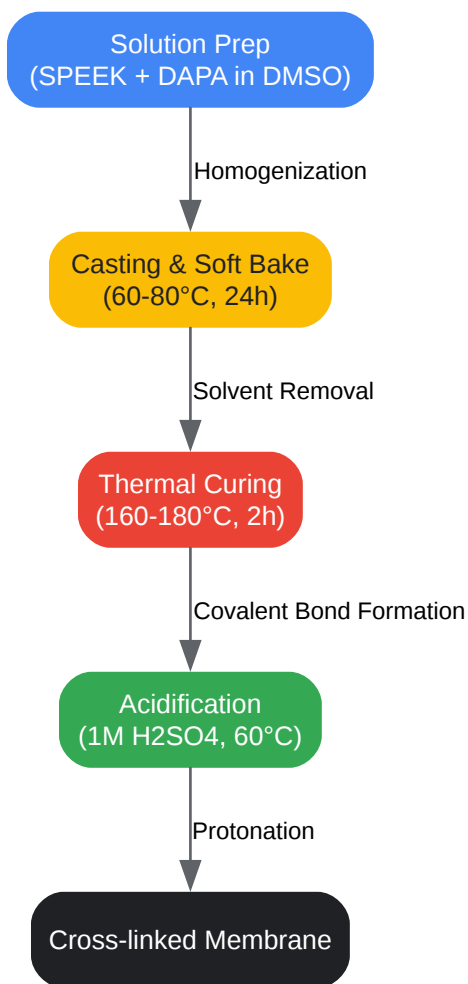 Solution Prep
(SPEEK + DAPA in DMSO)
Homogenization
Casting & Soft Bake
(60-80°C, 24h)
Solvent Removal
Thermal Curing
(160-180°C, 2h)
Covalent Bond Formation
Acidification
(1M H2SO4, 60°C)
Protonation
Cross-linked Membrane